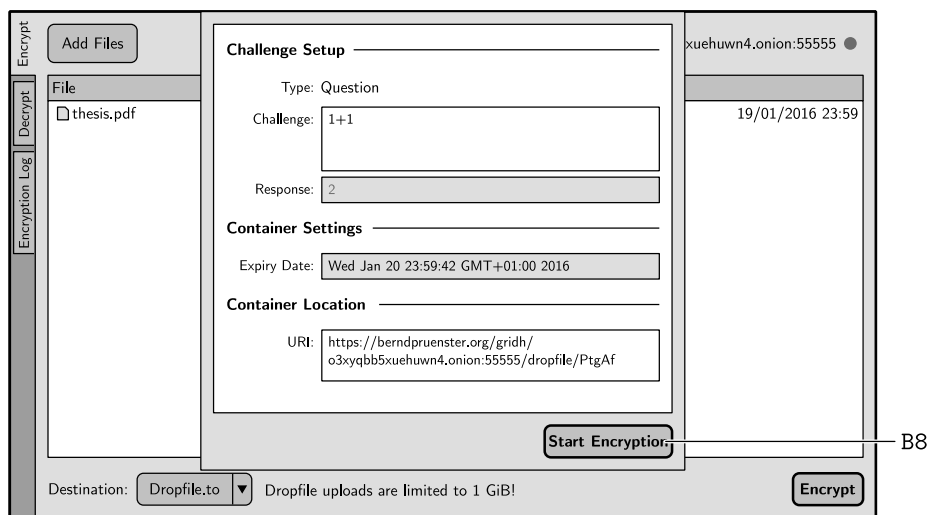 Encrypt
Decrypt
Encryption Log
Add Files
xuehuwn4.onion:55555
File
thesis.pdf
19/01/2016 23:59
Challenge Setup
Type: Question
Challenge: 1+1
Response: 2
Container Settings
Expiry Date: Wed Jan 20 23:59:42 GMT+01:00 2016
Container Location
URI: https://berndpruenster.org/gridh/
o3xyqbb5xuehuwn4.onion:55555/dropfile/PtgAf
Start Encryption
B8
Destination: Dropfile.to Dropfile uploads are limited to 1 GiB!
Encrypt